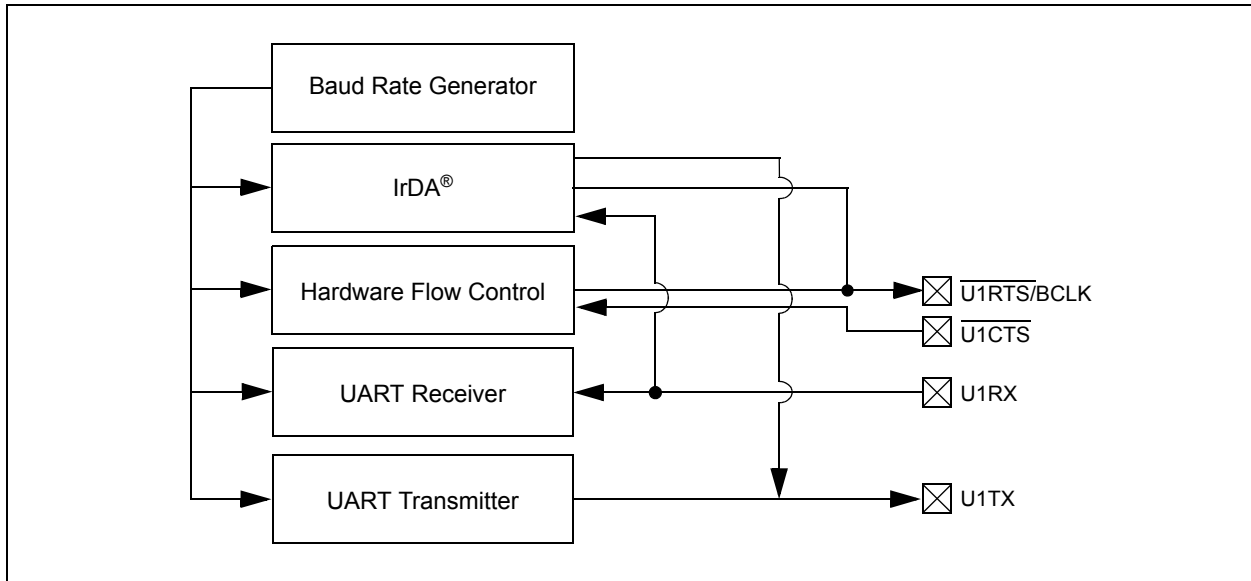 Baud Rate Generator
IrDA®
Hardware Flow Control
U1RTS/BCLK
U1CTS
UART Receiver
U1RX
UART Transmitter
U1TX